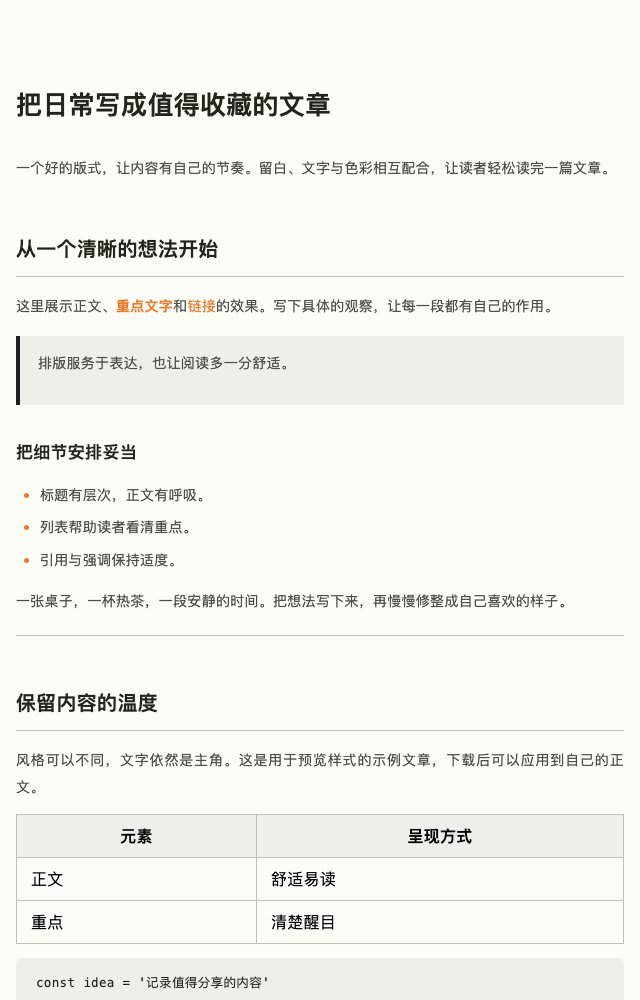 把日常写成值得收藏的文章
一个好的版式，让内容有自己的节奏。留白、文字与色彩相互配合，让读者轻松读完一篇文章。
从一个清晰的想法开始
这里展示正文、重点文字和链接的效果。写下具体的观察，让每一段都有自己的作用。
排版服务于表达，也让阅读多一分舒适。
把细节安排妥当
• 标题有层次，正文有呼吸。
• 列表帮助读者看清重点。
• 引用与强调保持适度。
一张桌子，一杯热茶，一段安静的时间。把想法写下来，再慢慢修整成自己喜欢的样子。
保留内容的温度
风格可以不同，文字依然是主角。这是用于预览样式的示例文章，下载后可以应用到自己的正
文。
元素 呈现方式
正文 舒适易读
重点 清楚醒目
const idea = '记录值得分享的内容'